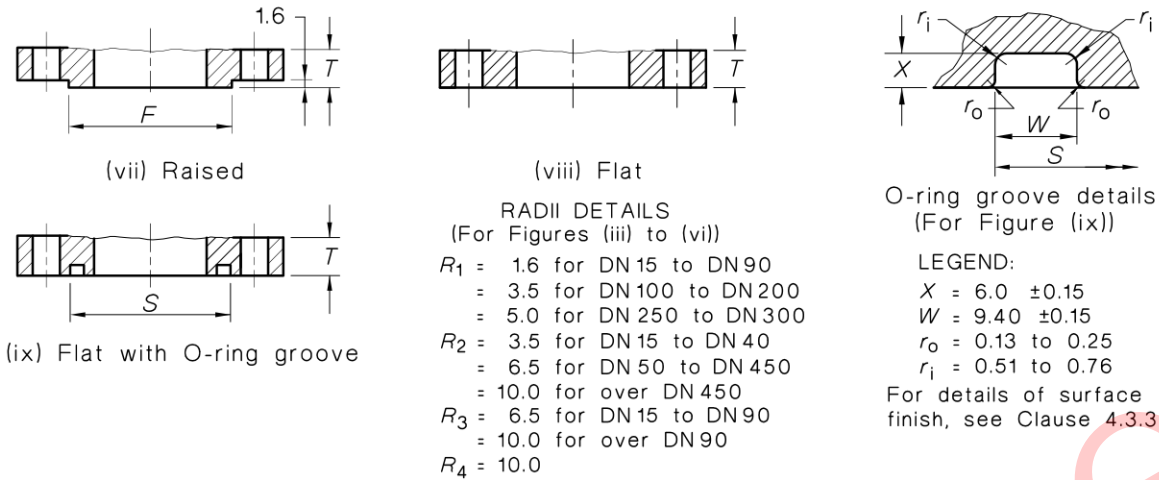 1.6
T
F
(vii) Raised
T
S
(ix) Flat with O-ring groove
T
(viii) Flat
RADII DETAILS
(For Figures (iii) to (vi))
R1 = 1.6 for DN 15 to DN 90
= 3.5 for DN 100 to DN 200
= 5.0 for DN 250 to DN 300
R2 = 3.5 for DN 15 to DN 40
= 6.5 for DN 50 to DN 450
= 10.0 for over DN 450
R3 = 6.5 for DN 15 to DN 90
= 10.0 for over DN 90
R4 = 10.0
ri
ri
X
ro
ro
W
S
O-ring groove details
(For Figure (ix))
LEGEND:
X = 6.0 ±0.15
W = 9.40 ±0.15
ro = 0.13 to 0.25
ri = 0.51 to 0.76
For details of surface
finish, see Clause 4.3.3